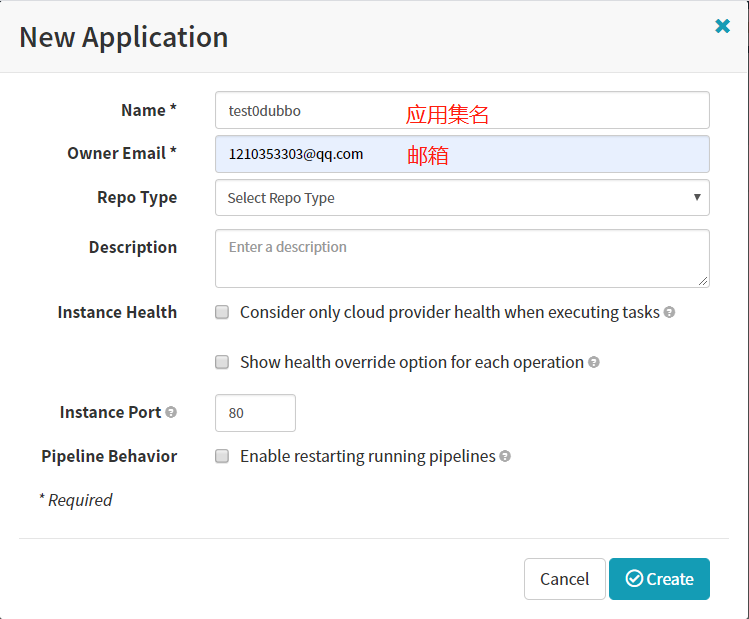 New Application
Name * test0dubbo 应用集名
Owner Email * 1210353303@qq.com 邮箱
Repo Type Select Repo Type
Description Enter a description
Instance Health Consider only cloud provider health when executing tasks
Show health override option for each operation
Instance Port 80
Pipeline Behavior Enable restarting running pipelines
* Required
Cancel Create